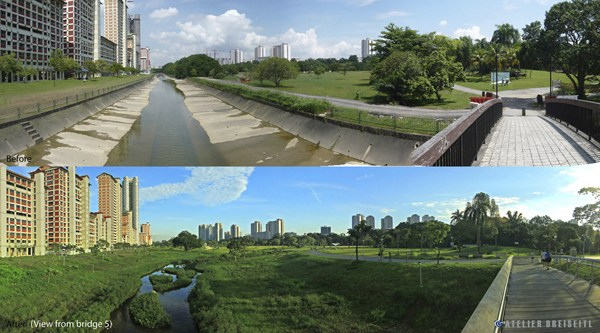 Before
After (View from bridge 5)
© ATELIER DREISEITL